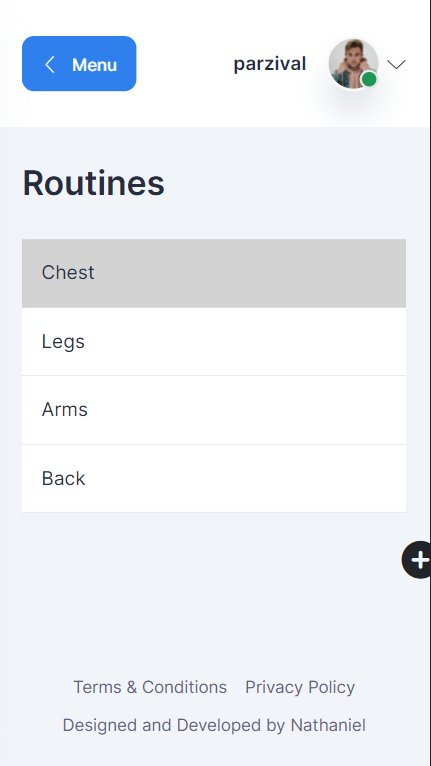 Menu
parzival
Routines
Chest
Legs
Arms
Back
Terms & Conditions Privacy Policy
Designed and Developed by Nathaniel